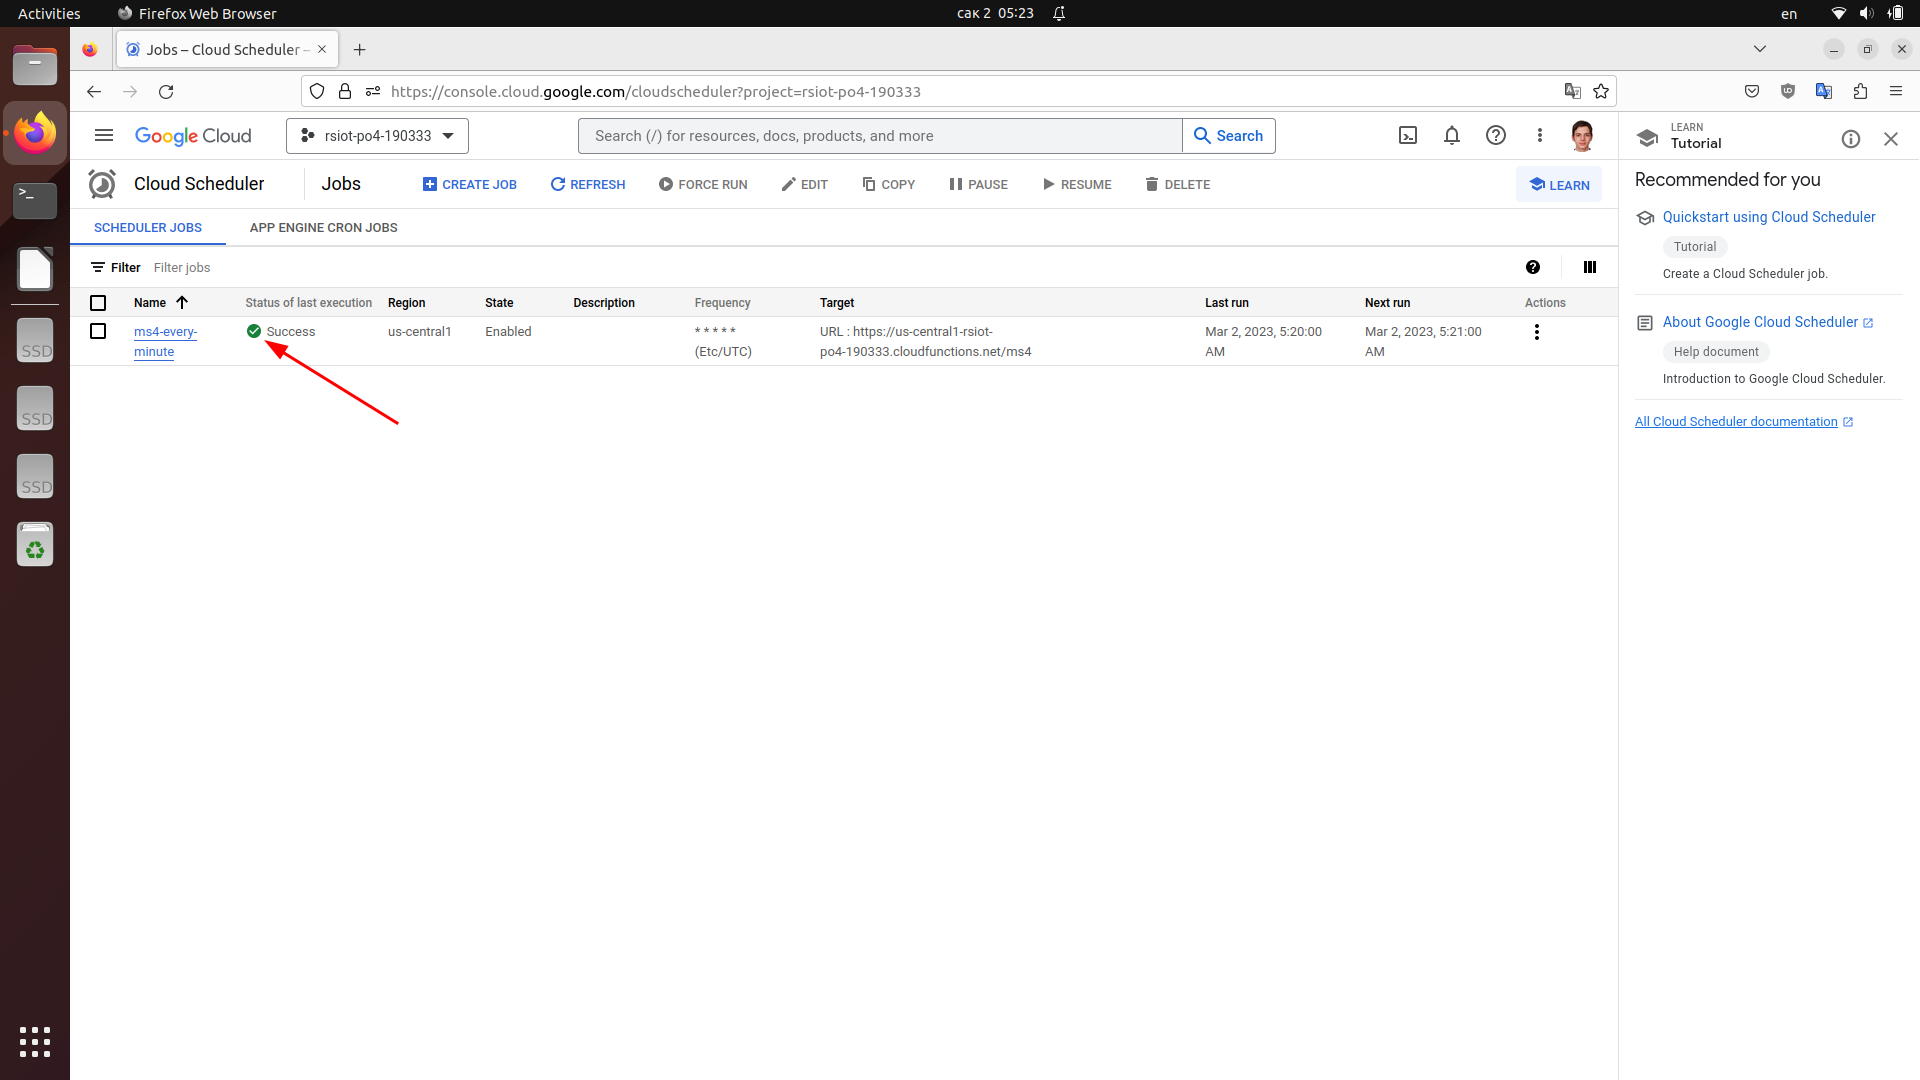 Activities
Firefox Web Browser
сак 2 05:23
en
Jobs – Cloud Scheduler –
https://console.cloud.google.com/cloudscheduler?project=rsiot-po4-190333
Google Cloud
rsiot-po4-190333
Search (/) for resources, docs, products, and more
Search
LEARN
Tutorial
Cloud Scheduler
Jobs
CREATE JOB
REFRESH
FORCE RUN
EDIT
COPY
PAUSE
RESUME
DELETE
LEARN
SCHEDULER JOBS
APP ENGINE CRON JOBS
Filter
Filter jobs
Name
Status of last execution
Region
State
Description
Frequency
Target
Last run
Next run
Actions
ms4-every-
minute
Success
us-central1
Enabled
* * * * *
(Etc/UTC)
URL : https://us-central1-rsiot-
po4-190333.cloudfunctions.net/ms4
Mar 2, 2023, 5:20:00
AM
Mar 2, 2023, 5:21:00
AM
Recommended for you
Quickstart using Cloud Scheduler
Tutorial
Create a Cloud Scheduler job.
About Google Cloud Scheduler
Help document
Introduction to Google Cloud Scheduler.
All Cloud Scheduler documentation
SSD
SSD
SSD